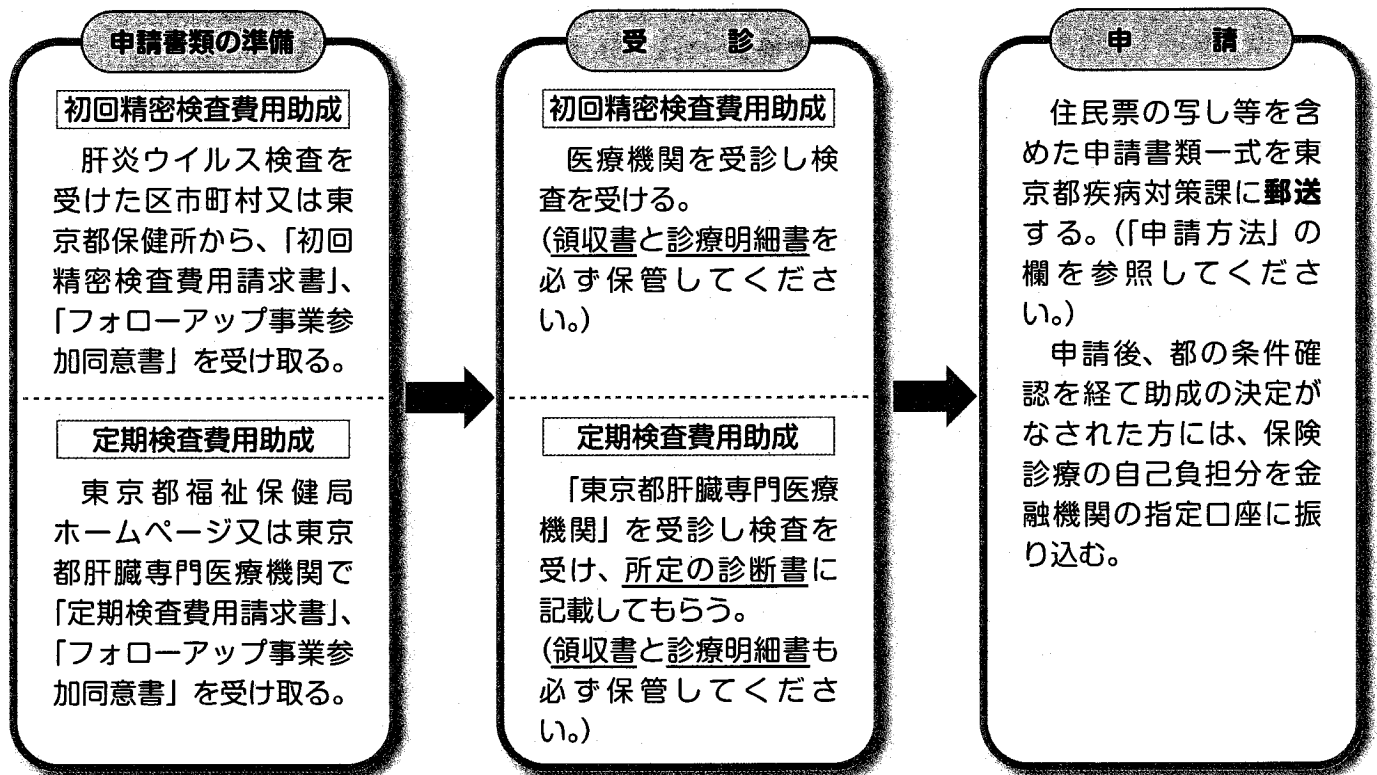 申請書類の準備
初回精密検査費用助成
肝炎ウイルス検査を
受けた区市町村又は東
京都保健所から、「初回
精密検査費用請求書」、
「フォローアップ事業参
加同意書」を受け取る。
定期検査費用助成
東京都福祉保健局
ホームページ又は東京
都肝臓専門医療機関で
「定期検査費用請求書」、
「フォローアップ事業参
加同意書」を受け取る。
受診
初回精密検査費用助成
医療機関を受診し検
査を受ける。
(領収書と診療明細書を
必ず保管してくださ
い。)
定期検査費用助成
「東京都肝臓専門医療
機関」を受診し検査を
受け、所定の診断書に
記載してもらう。
(領収書と診療明細書も
必ず保管してくださ
い。)
申請
住民票の写し等を含
めた申請書類一式を東
京都疾病対策課に郵送
する。(「申請方法」の
欄を参照してくださ
い。)
申請後、都の条件確
認を経て助成の決定が
なされた方には、保険
診療の自己負担分を金
融機関の指定口座に振
り込む。